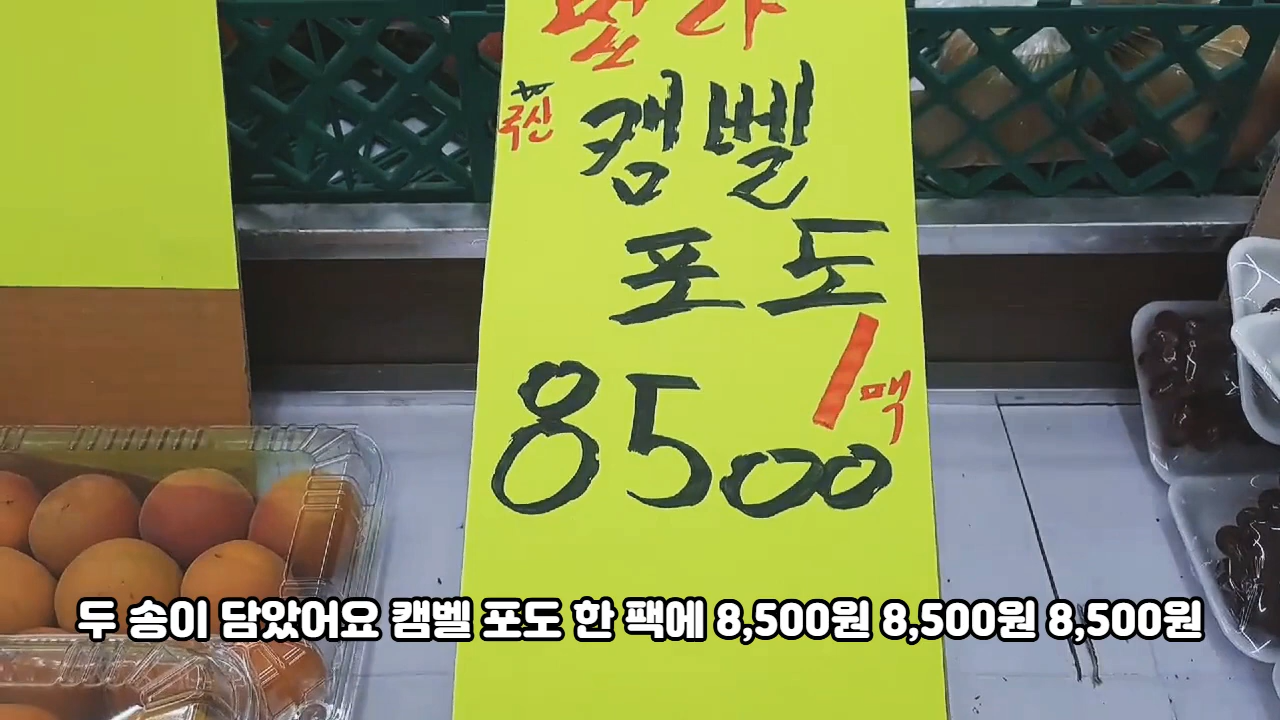 국산
캠벨
포도
1팩
8500
두 송이 담았어요 캠벨 포도 한 팩에 8,500원 8,500원 8,500원